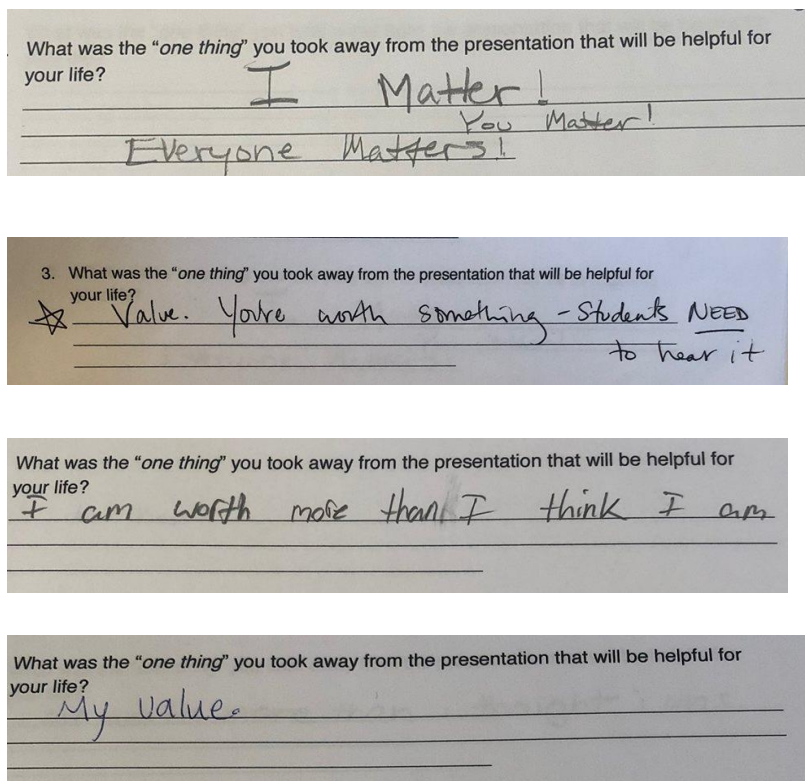 What was the “one thing” you took away from the presentation that will be helpful for
your life?
I Matter!
You Matter!
Everyone Matters!
3. What was the “one thing” you took away from the presentation that will be helpful for
your life?
Value. You're worth something - Students NEED
to hear it
What was the “one thing” you took away from the presentation that will be helpful for
your life?
I am worth more than I think I am
What was the “one thing” you took away from the presentation that will be helpful for
your life?
My value.